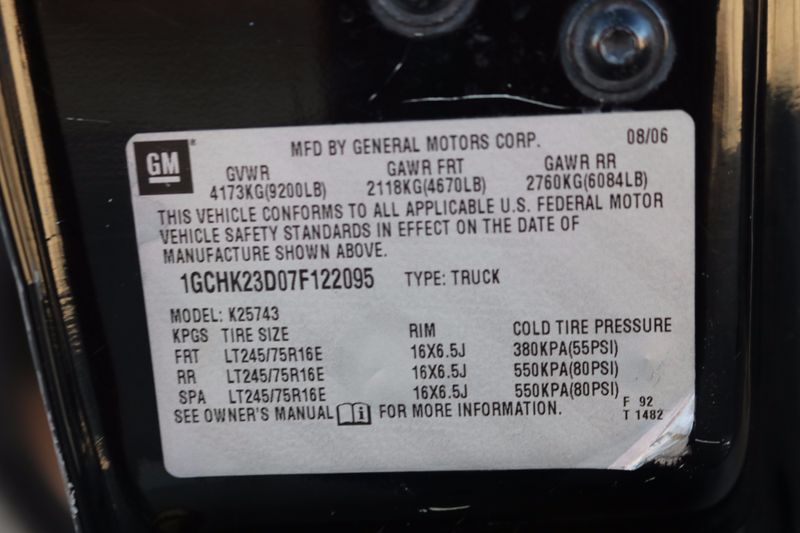 GM MFD BY GENERAL MOTORS CORP. 08/06
GVWR GAWR FRT GAWR RR
4173KG(9200LB) 2118KG(4670LB) 2760KG(6084LB)
THIS VEHICLE CONFORMS TO ALL APPLICABLE U.S. FEDERAL MOTOR
VEHICLE SAFETY STANDARDS IN EFFECT ON THE DATE OF
MANUFACTURE SHOWN ABOVE.
1GCHK23D07F122095 TYPE: TRUCK
MODEL: K25743
KPGS TIRE SIZE RIM COLD TIRE PRESSURE
FRT LT245/75R16E 16X6.5J 380KPA(55PSI)
RR LT245/75R16E 16X6.5J 550KPA(80PSI)
SPA LT245/75R16E 16X6.5J 550KPA(80PSI)
SEE OWNER'S MANUAL FOR MORE INFORMATION.
F 92
T 1482